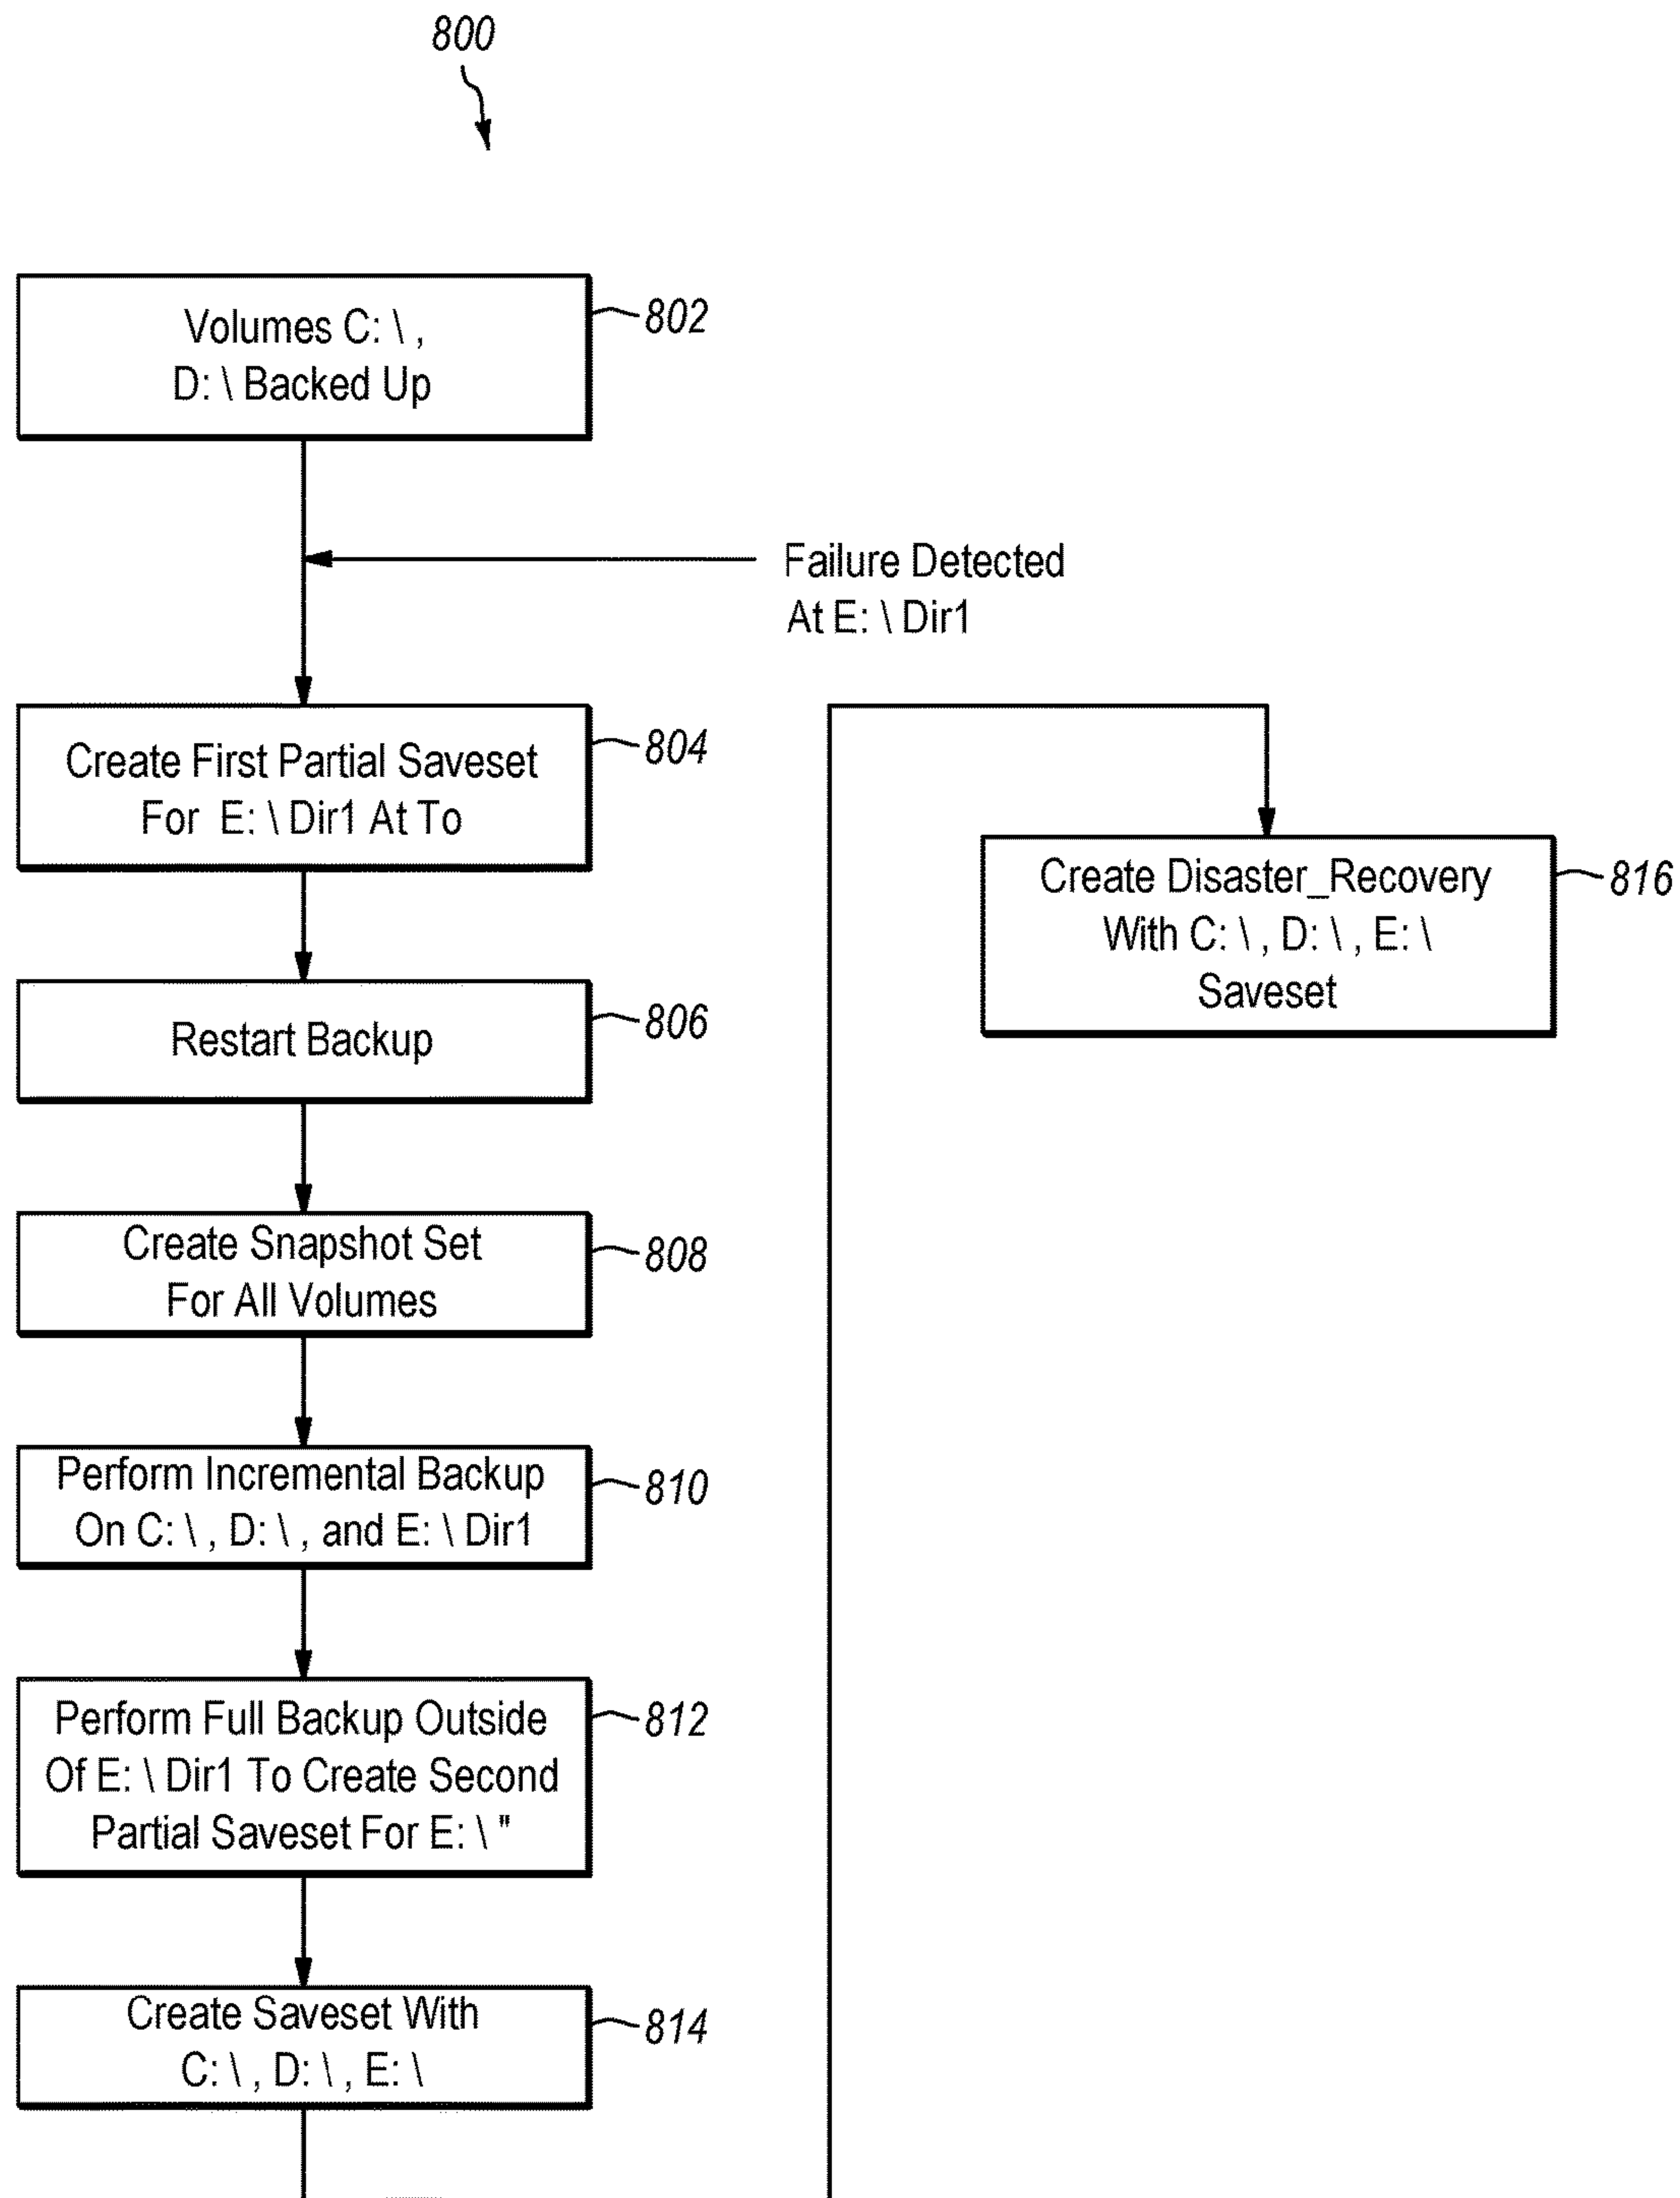 800
Volumes C: \ ,
D: \ Backed Up
802
Failure Detected
At E: \ Dir1
Create First Partial Saveset
For E: \ Dir1 At To
804
Restart Backup
806
Create Snapshot Set
For All Volumes
808
Perform Incremental Backup
On C: \ , D: \ , and E: \ Dir1
810
Perform Full Backup Outside
Of E: \ Dir1 To Create Second
Partial Saveset For E: \ "
812
Create Saveset With
C: \ , D: \ , E: \
814
Create Disaster_Recovery
With C: \ , D: \ , E: \
Saveset
816